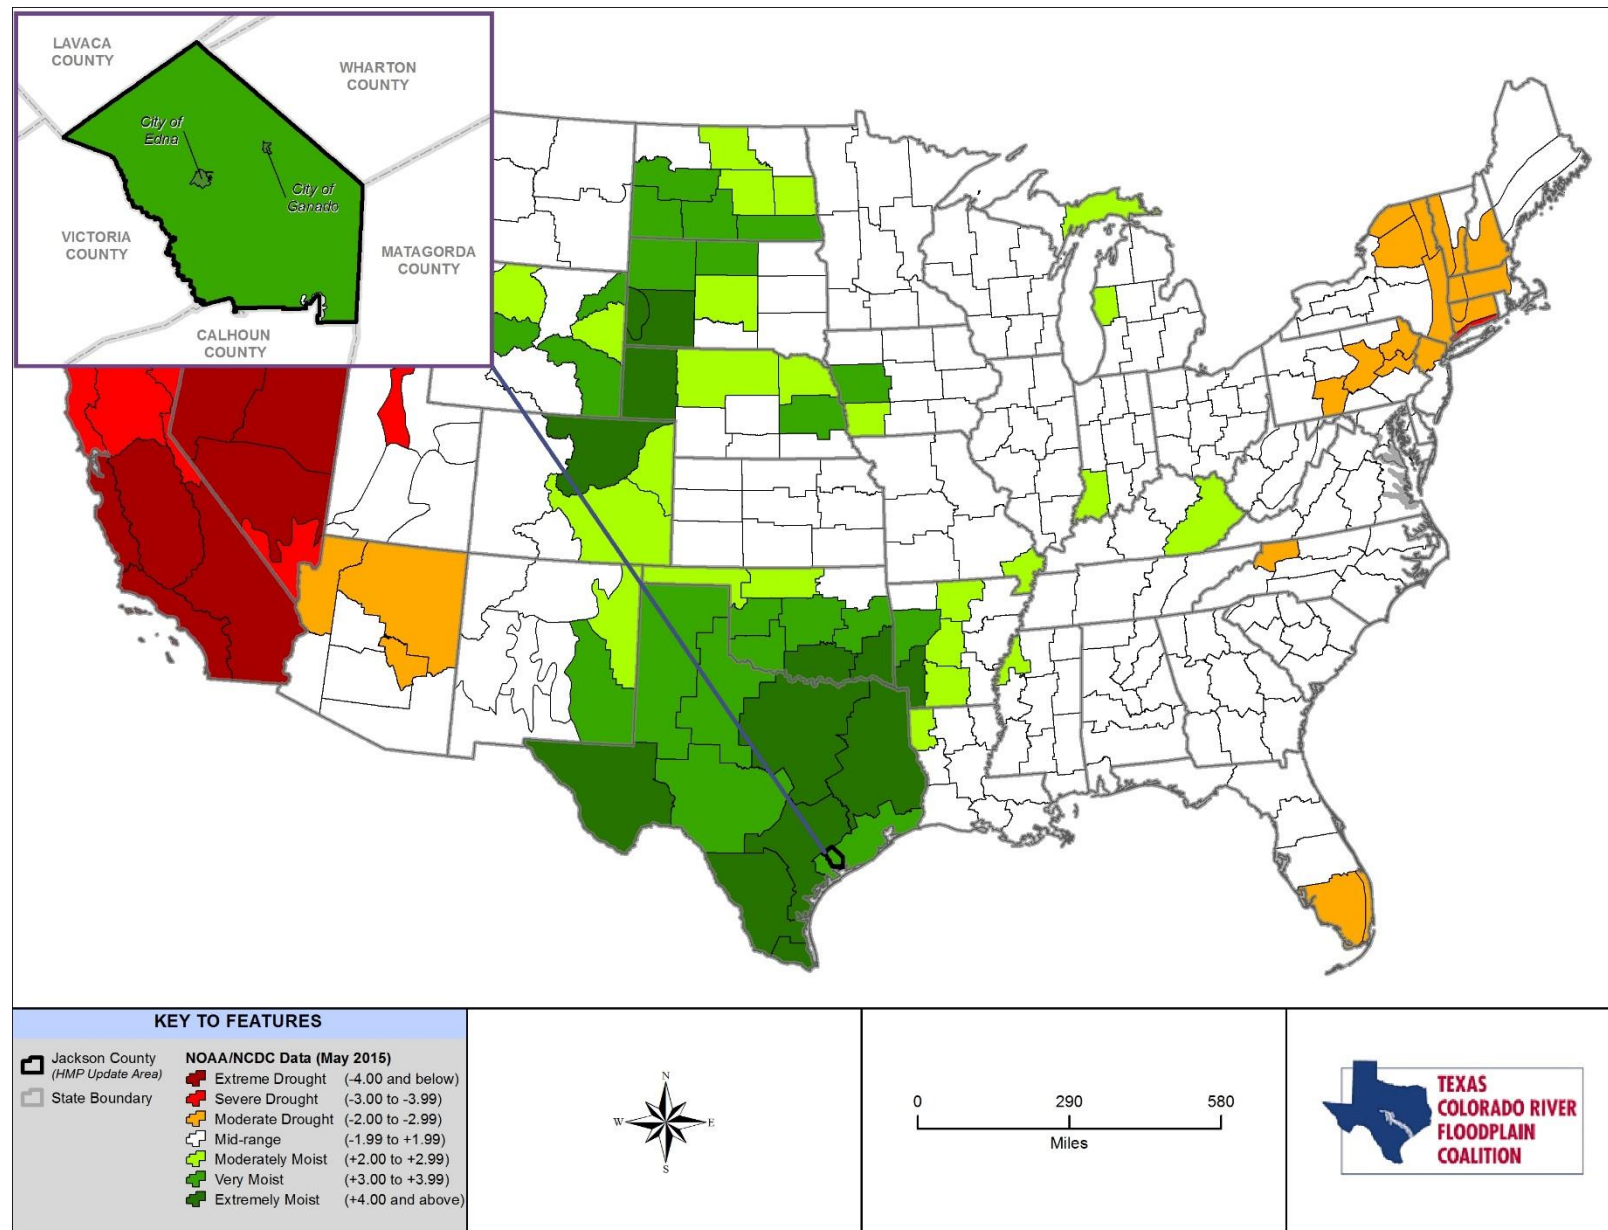 LAVACA
COUNTY
WHARTON
COUNTY
City of
Edna
City of
Ganado
VICTORIA
COUNTY
MATAGORDA
COUNTY
CALHOUN
COUNTY
KEY TO FEATURES
Jackson County
(HMP Update Area)
State Boundary
NOAA/NCDC Data (May 2015)
Extreme Drought (-4.00 and below)
Severe Drought (-3.00 to -3.99)
Moderate Drought (-2.00 to -2.99)
Mid-range (-1.99 to +1.99)
Moderately Moist (+2.00 to +2.99)
Very Moist (+3.00 to +3.99)
Extremely Moist (+4.00 and above)
N
W E
S
0 290 580
Miles
TEXAS
COLORADO RIVER
FLOODPLAIN
COALITION